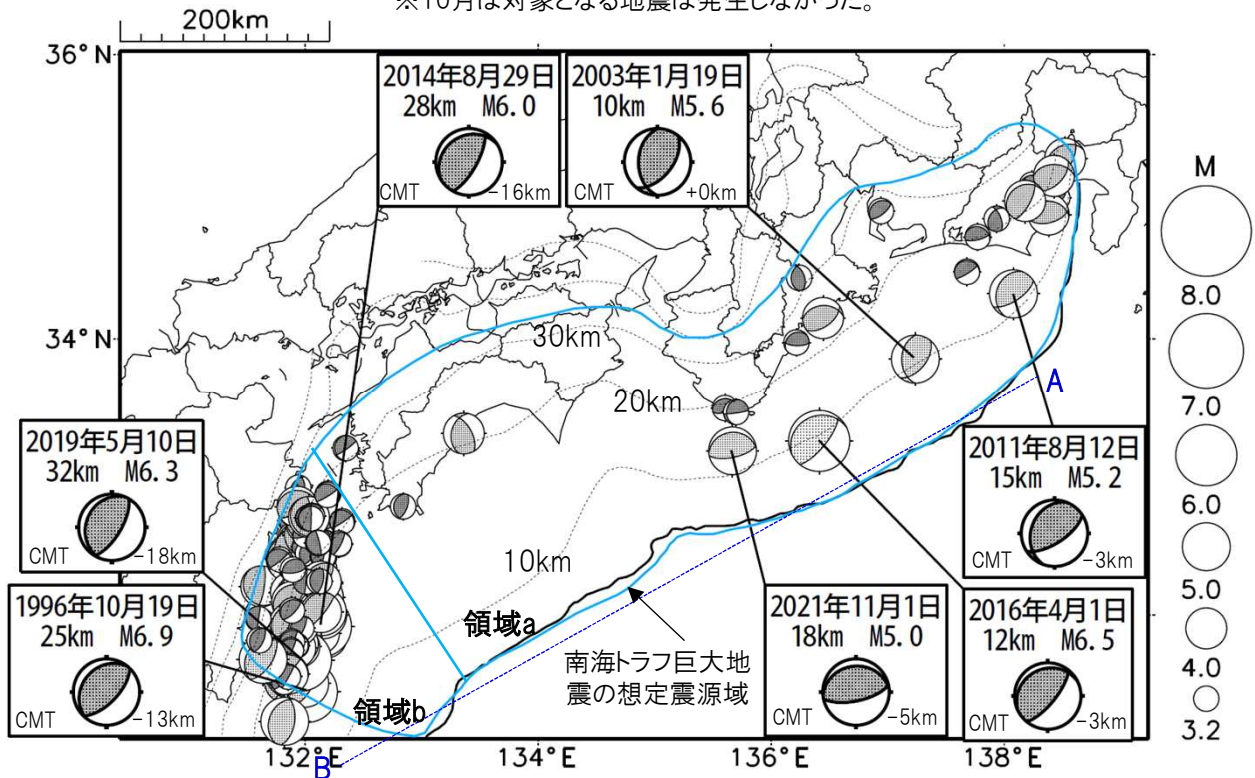 ※10月は対象となる地震は発生しなかった。
200km
36°N
34°N
132°E
134°E
136°E
138°E
2014年8月29日
28km M6.0
CMT
-16km
2003年1月19日
10km M5.6
CMT
+0km
2019年5月10日
32km M6.3
CMT
-18km
1996年10月19日
25km M6.9
CMT
-13km
30km
20km
10km
領域a
領域b
南海トラフ巨大地
震の想定震源域
A
B
2011年8月12日
15km M5.2
CMT
-3km
2021年11月1日
18km M5.0
CMT
-5km
2016年4月1日
12km M6.5
CMT
-3km
M
8.0
7.0
6.0
5.0
4.0
3.2